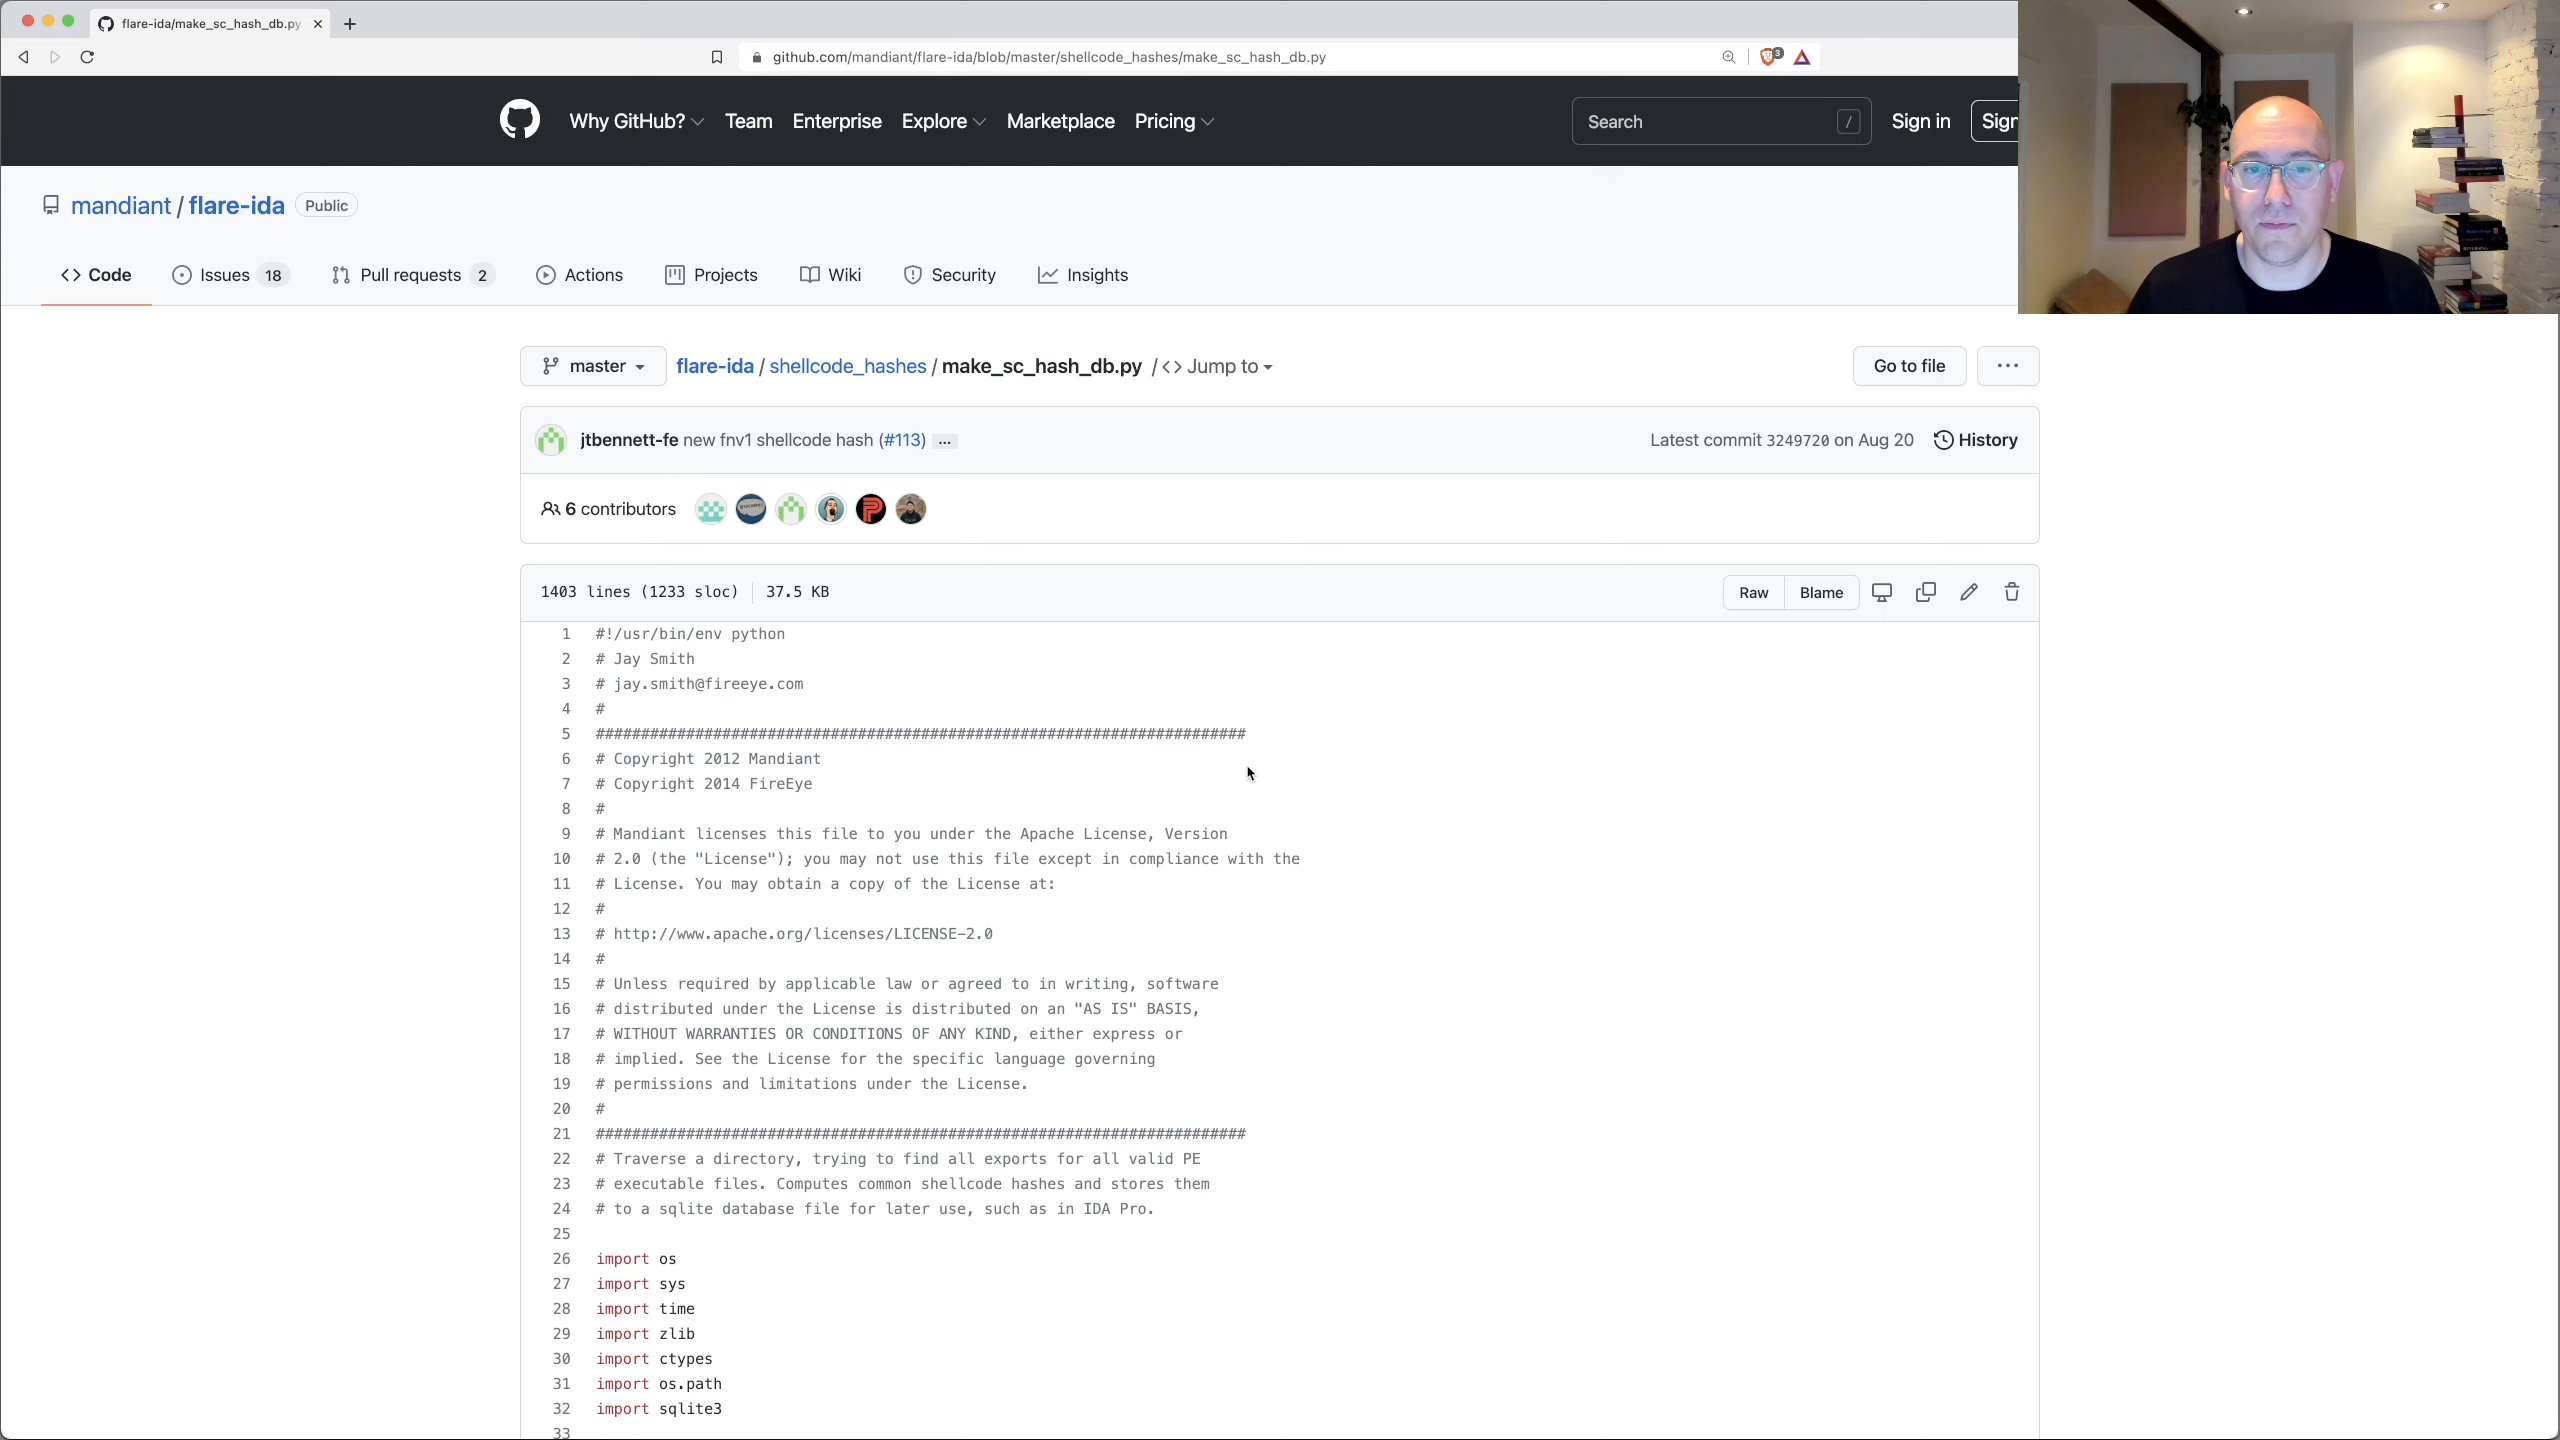 flare-ida/make_sc_hash_db.py
github.com/mandiant/flare-ida/blob/master/shellcode_hashes/make_sc_hash_db.py
3
Why GitHub? Team Enterprise Explore Marketplace Pricing
Search /
Sign in
Sign
mandiant / flare-ida Public
Code Issues 18 Pull requests 2 Actions Projects Wiki Security Insights
master flare-ida / shellcode_hashes / make_sc_hash_db.py / <> Jump to Go to file ...
jtbennett-fe new fnv1 shellcode hash (#113) ... Latest commit 3249720 on Aug 20 History
6 contributors
1403 lines (1233 sloc) 37.5 KB Raw Blame
1 #!/usr/bin/env python
2 # Jay Smith
3 # jay.smith@fireeye.com
4 #
5 ########################################################################
6 # Copyright 2012 Mandiant
7 # Copyright 2014 FireEye
8 #
9 # Mandiant licenses this file to you under the Apache License, Version
10 # 2.0 (the "License"); you may not use this file except in compliance with the
11 # License. You may obtain a copy of the License at:
12 #
13 # http://www.apache.org/licenses/LICENSE-2.0
14 #
15 # Unless required by applicable law or agreed to in writing, software
16 # distributed under the License is distributed on an "AS IS" BASIS,
17 # WITHOUT WARRANTIES OR CONDITIONS OF ANY KIND, either express or
18 # implied. See the License for the specific language governing
19 # permissions and limitations under the License.
20 #
21 ########################################################################
22 # Traverse a directory, trying to find all exports for all valid PE
23 # executable files. Computes common shellcode hashes and stores them
24 # to a sqlite database file for later use, such as in IDA Pro.
25
26 import os
27 import sys
28 import time
29 import zlib
30 import ctypes
31 import os.path
32 import sqlite3
33